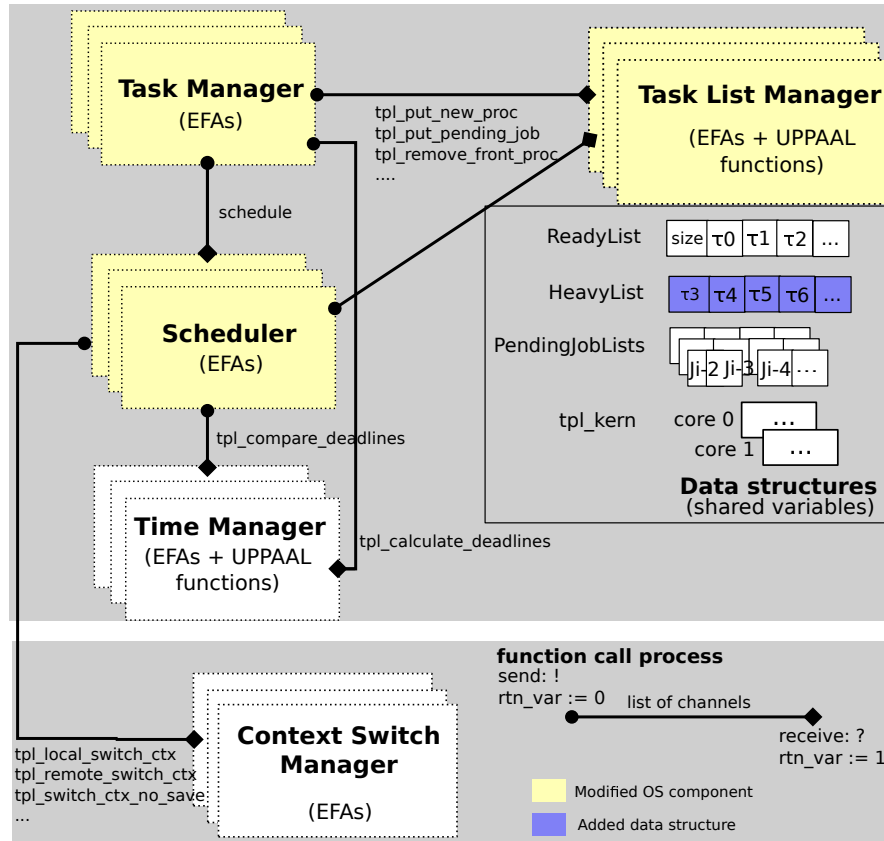 Task Manager
(EFAs)
Task List Manager
(EFAs + UPPAAL
functions)
tpl_put_new_proc
tpl_put_pending_job
tpl_remove_front_proc
....
schedule
ReadyList
size τ0 τ1 τ2 ...
HeavyList
τ3 τ4 τ5 τ6 ...
PendingJobLists
Ji-2 Ji-3 Ji-4 ...
tpl_kern
core 0 ...
core 1 ...
Data structures
(shared variables)
Scheduler
(EFAs)
tpl_compare_deadlines
Time Manager
(EFAs + UPPAAL
functions)
tpl_calculate_deadlines
Context Switch
Manager
(EFAs)
tpl_local_switch_ctx
tpl_remote_switch_ctx
tpl_switch_ctx_no_save
...
function call process
send: !
rtn_var := 0
list of channels
receive: ?
rtn_var := 1
Modified OS component
Added data structure